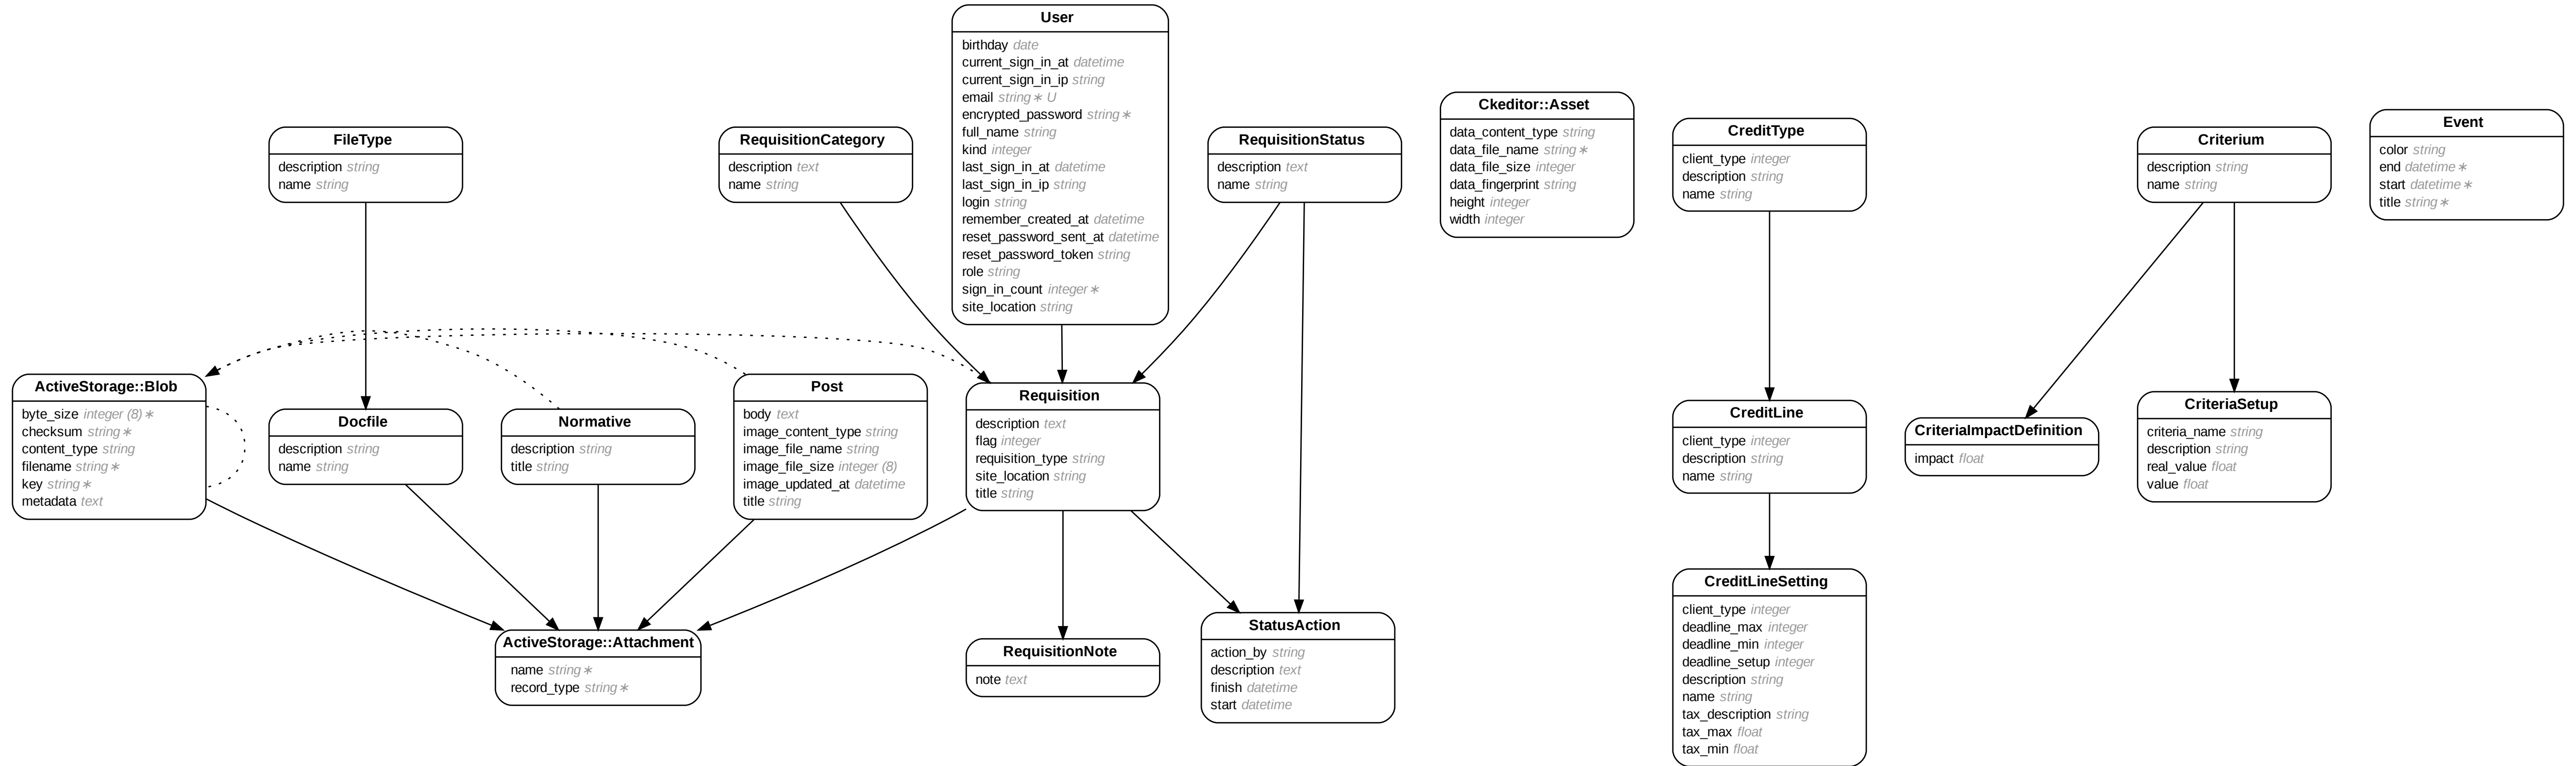 User
birthday date
current_sign_in_at datetime
current_sign_in_ip string
email string∗ U
encrypted_password string∗
full_name string
kind integer
last_sign_in_at datetime
last_sign_in_ip string
login string
remember_created_at datetime
reset_password_sent_at datetime
reset_password_token string
role string
sign_in_count integer∗
site_location string
FileType
description string
name string
RequisitionCategory
description text
name string
RequisitionStatus
description text
name string
Ckeditor::Asset
data_content_type string
data_file_name string∗
data_file_size integer
data_fingerprint string
height integer
width integer
CreditType
client_type integer
description string
name string
Criterium
description string
name string
Event
color string
end datetime∗
start datetime∗
title string∗
ActiveStorage::Blob
byte_size integer (8)∗
checksum string∗
content_type string
filename string∗
key string∗
metadata text
Docfile
description string
name string
Normative
description string
title string
Post
body text
image_content_type string
image_file_name string
image_file_size integer (8)
image_updated_at datetime
title string
Requisition
description text
flag integer
requisition_type string
site_location string
title string
CreditLine
client_type integer
description string
name string
CriteriaImpactDefinition
impact float
CriteriaSetup
criteria_name string
description string
real_value float
value float
ActiveStorage::Attachment
name string∗
record_type string∗
RequisitionNote
note text
StatusAction
action_by string
description text
finish datetime
start datetime
CreditLineSetting
client_type integer
deadline_max integer
deadline_min integer
deadline_setup integer
description string
name string
tax_description string
tax_max float
tax_min float